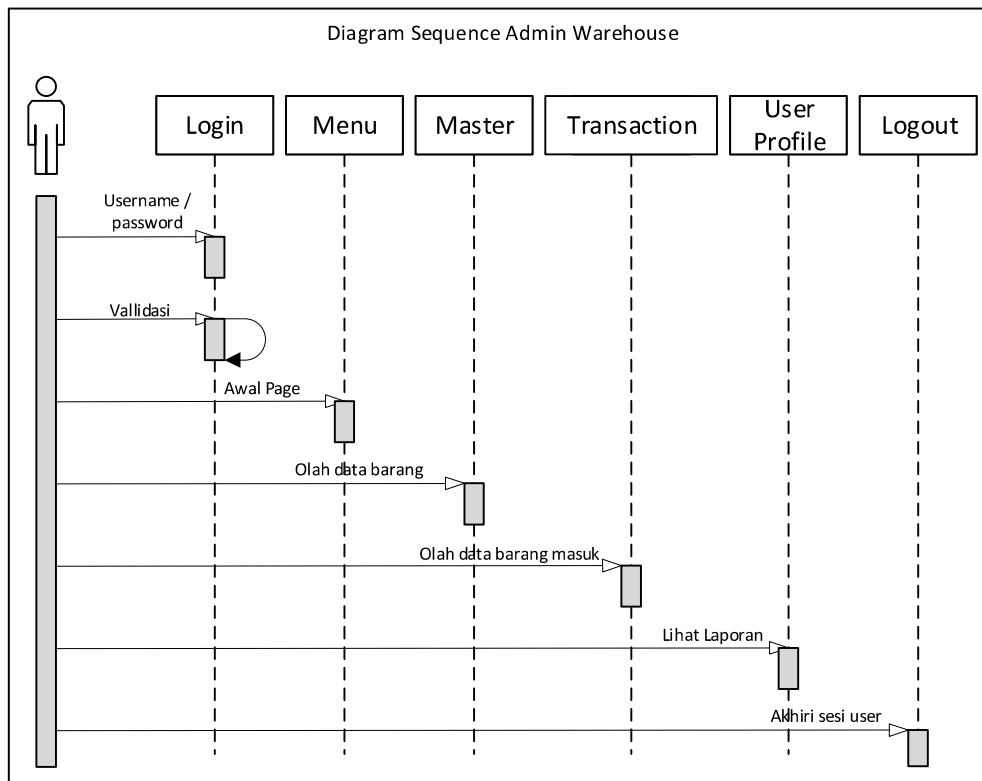 Diagram Sequence Admin Warehouse
Login
Menu
Master
Transaction
User
Profile
Logout
Username /
password
Vallidasi
Awal Page
Olah data barang
Olah data barang masuk
Lihat Laporan
Akhiri sesi user